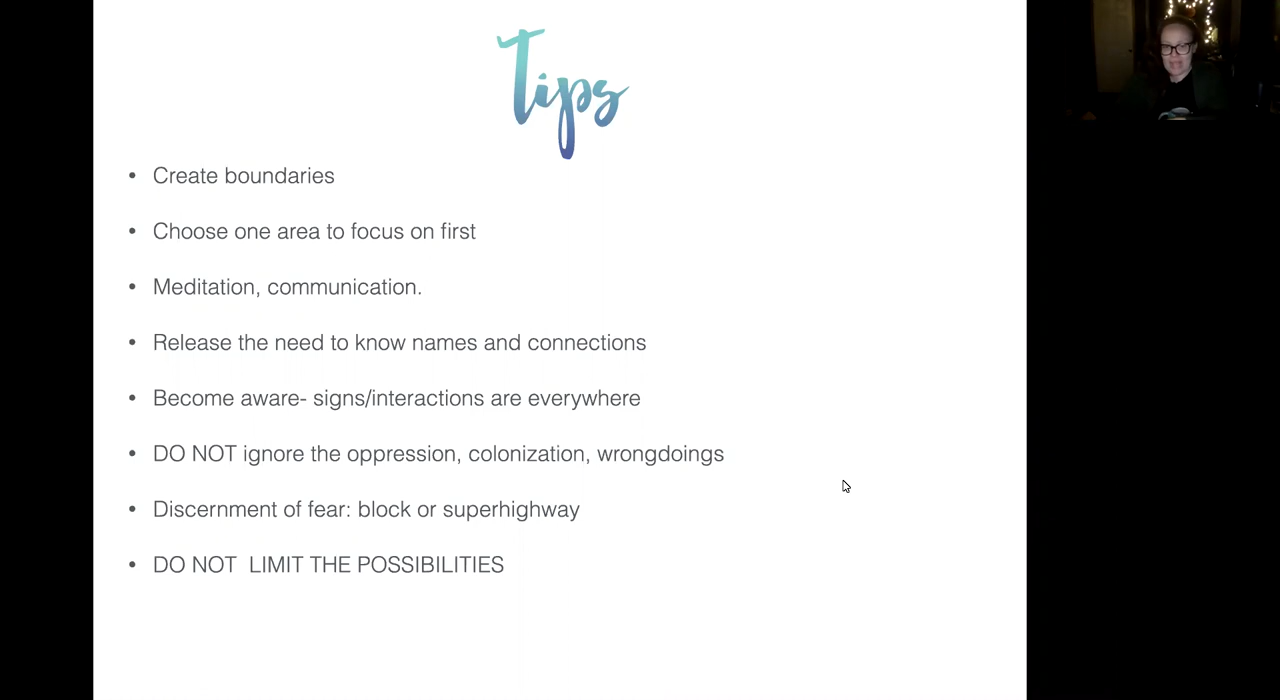 Tips
• Create boundaries
• Choose one area to focus on first
• Meditation, communication.
• Release the need to know names and connections
• Become aware- signs/interactions are everywhere
• DO NOT ignore the oppression, colonization, wrongdoings
• Discernment of fear: block or superhighway
• DO NOT  LIMIT THE POSSIBILITIES